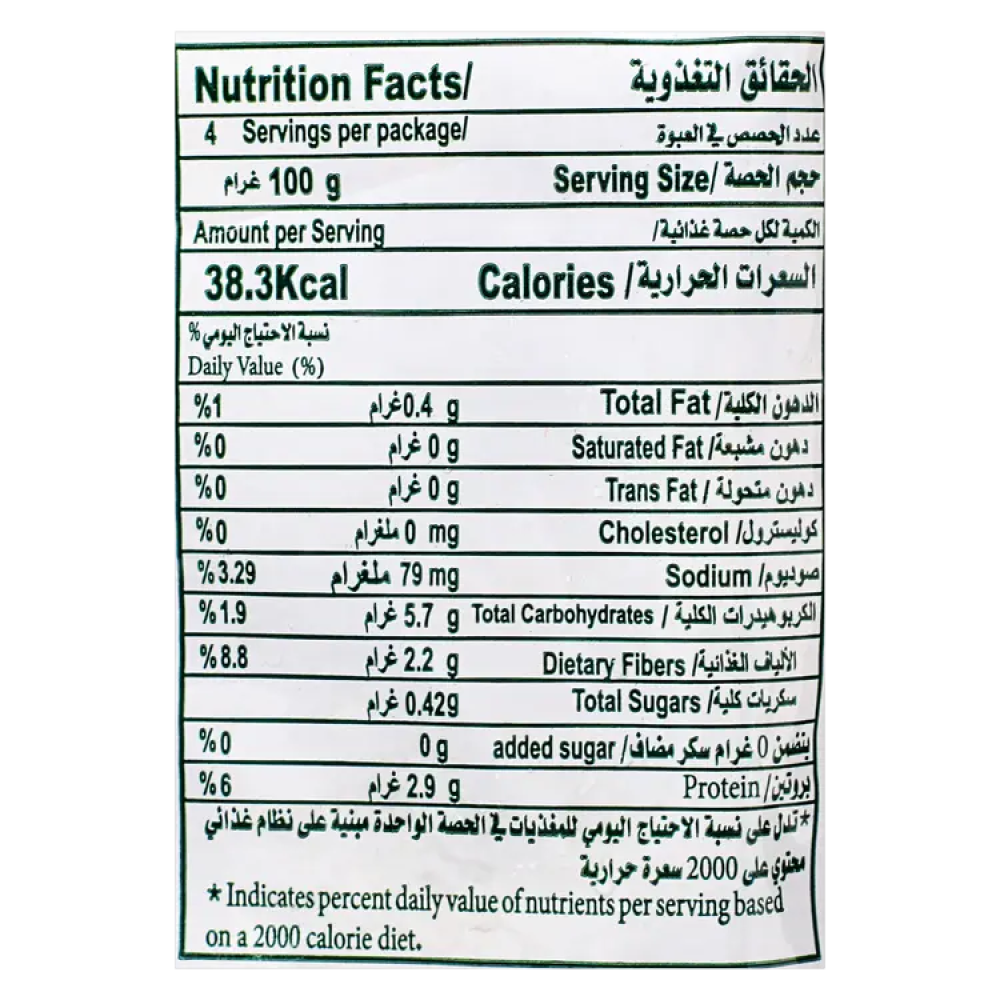 Nutrition Facts/ الحقائق التغذوية
4 Servings per package/ عدد الحصص في العبوة
100 g غرام Serving Size/ حجم الحصة
Amount per Serving الكمية لكل حصة غذائية/
38.3Kcal Calories / السعرات الحرارية
نسبة الاحتياج اليومي %
Daily Value (%)
%1 0.4 g غرام Total Fat / الدهون الكلية
%0 0 g غرام Saturated Fat / دهون مشبعة
%0 0 g غرام Trans Fat / دهون متحولة
%0 0 mg ملغرام Cholesterol / كوليسترول
%3.29 79 mg ملغرام Sodium / صوديوم
%1.9 5.7 g غرام Total Carbohydrates / الكربوهيدرات الكلية
%8.8 2.2 g غرام Dietary Fibers / الألياف الغذائية
0.42g غرام Total Sugars / سكريات كلية
%0 0 g added sugar / يتضمن 0 غرام سكر مضاف
%6 2.9 g غرام Protein / بروتين
*تدل على نسبة الاحتياج اليومي للمغذيات في الحصة الواحدة مبنية على نظام غذائي
محتوي على 2000 سعرة حرارية
* Indicates percent daily value of nutrients per serving based
on a 2000 calorie diet.